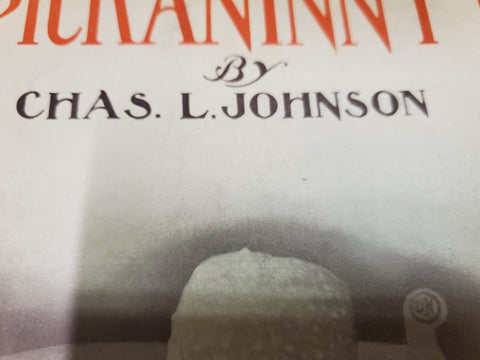 PICKANINNY
BY
CHAS. L. JOHNSON